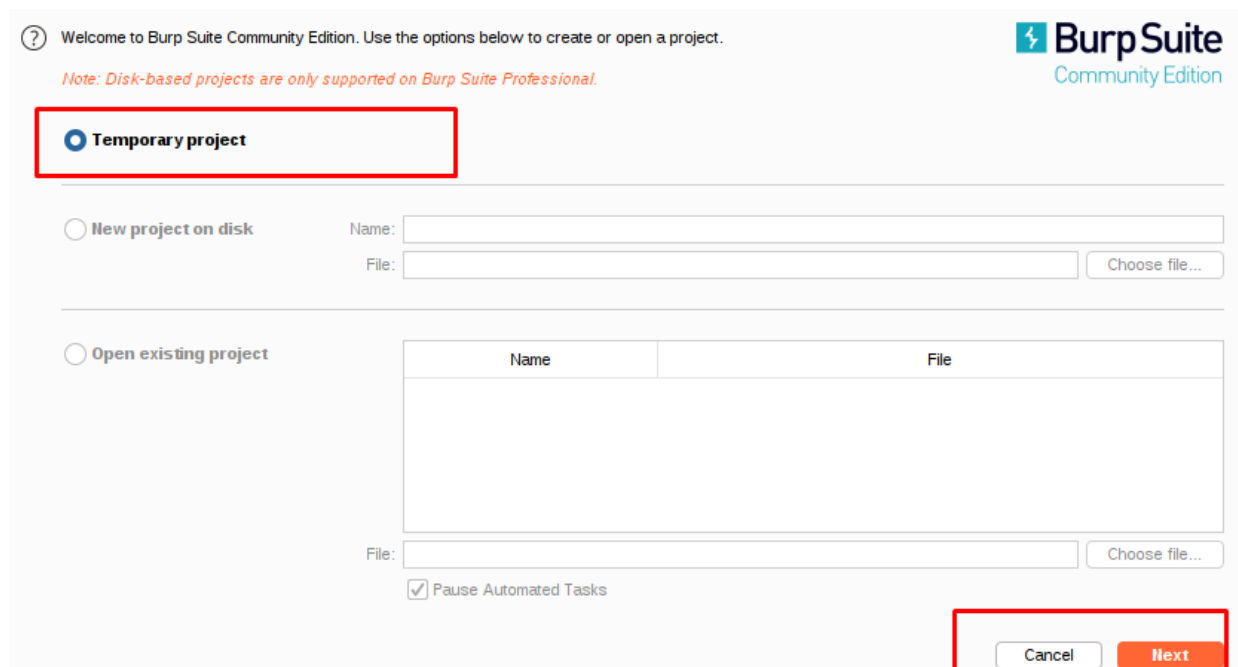 Welcome to Burp Suite Community Edition. Use the options below to create or open a project.
Burp Suite
Community Edition
Note: Disk-based projects are only supported on Burp Suite Professional.
Temporary project
New project on disk
Name:
File:
Choose file...
Open existing project
Name
File
File:
Choose file...
Pause Automated Tasks
Cancel
Next